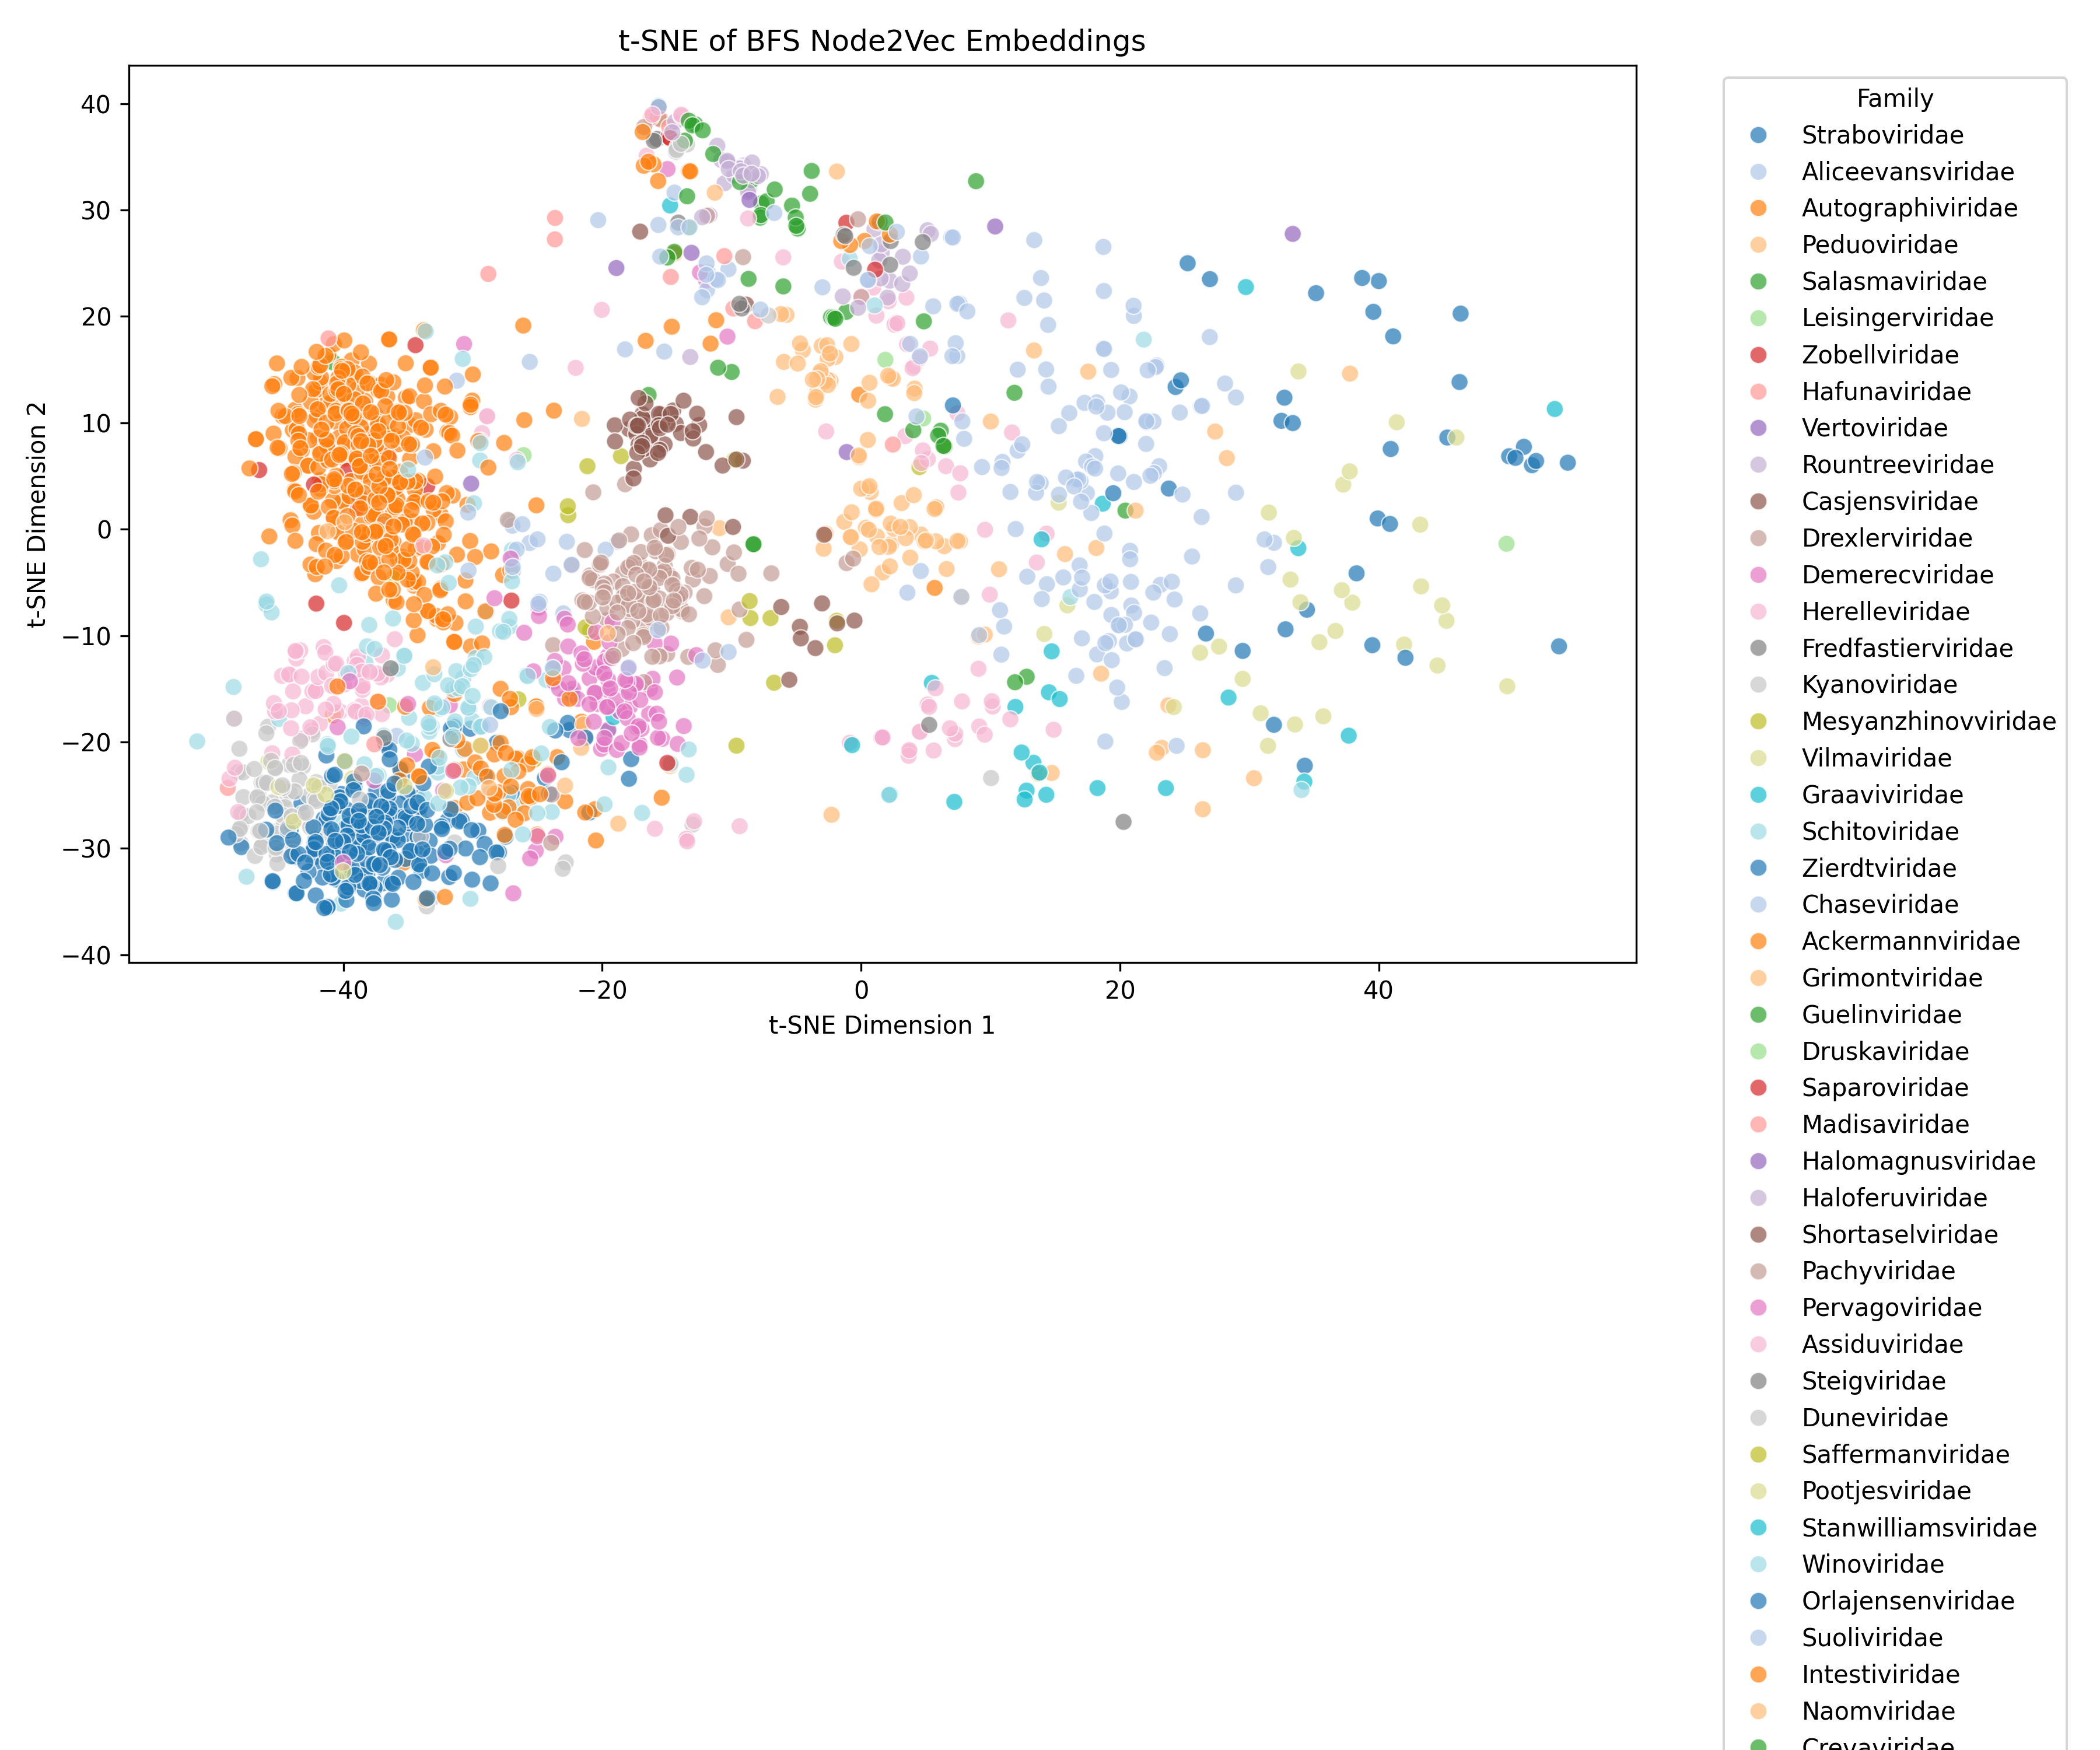 t-SNE of BFS Node2Vec Embeddings
40
30
20
10
0
−10
−20
−30
−40
t-SNE Dimension 2
−40
−20
0
20
40
t-SNE Dimension 1
Family
Straboviridae
Aliceevansviridae
Autographiviridae
Peduoviridae
Salasmaviridae
Leisingerviridae
Zobellviridae
Hafunaviridae
Vertoviridae
Rountreeviridae
Casjensviridae
Drexlerviridae
Demerecviridae
Herelleviridae
Fredfastierviridae
Kyanoviridae
Mesyanzhinovviridae
Vilmaviridae
Graaviviridae
Schitoviridae
Zierdtviridae
Chaseviridae
Ackermannviridae
Grimontviridae
Guelinviridae
Druskaviridae
Saparoviridae
Madisaviridae
Halomagnusviridae
Haloferuviridae
Shortaselviridae
Pachyviridae
Pervagoviridae
Assiduviridae
Steigviridae
Duneviridae
Saffermanviridae
Pootjesviridae
Stanwilliamsviridae
Winoviridae
Orlajensenviridae
Suoliviridae
Intestiviridae
Naomviridae
Crevaviridae